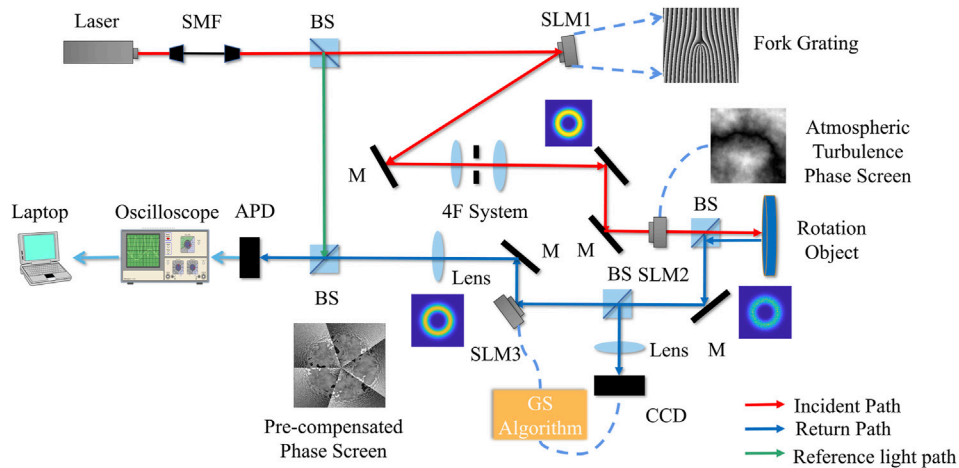 Laser
SMF
BS
SLM1
Fork Grating
M
4F System
Atmospheric
Turbulence
Phase Screen
BS
M
Rotation
Object
Laptop
Oscilloscope
APD
BS
Lens
M
SLM3
BS
SLM2
M
Lens
CCD
GS
Algorithm
Pre-compensated
Phase Screen
Incident Path
Return Path
Reference light path